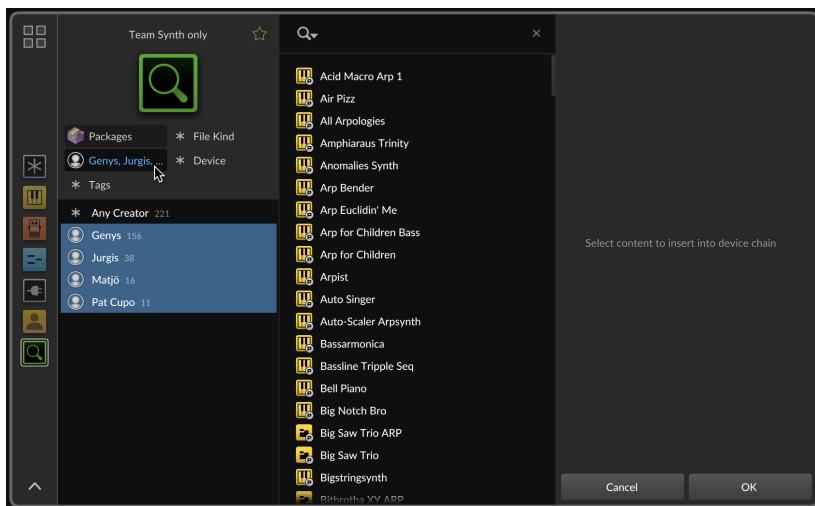 Team Synth only
Packages
File Kind
Genys, Jurgis, ...
Device
Tags
Any Creator 221
Genys 156
Jurgis 38
Matjö 16
Pat Cupo 11
Acid Macro Arp 1
Air Pizz
All Arpologies
Amphiaraus Trinity
Anomalies Synth
Arp Bender
Arp Euclidin' Me
Arp for Children Bass
Arp for Children
Arpist
Auto Singer
Auto-Scaler Arpsynth
Bassarmonica
Bassline Tripple Seq
Bell Piano
Big Notch Bro
Big Saw Trio ARP
Big Saw Trio
Bigstringsynth
Bithrotha XY ARP
Select content to insert into device chain
Cancel
OK